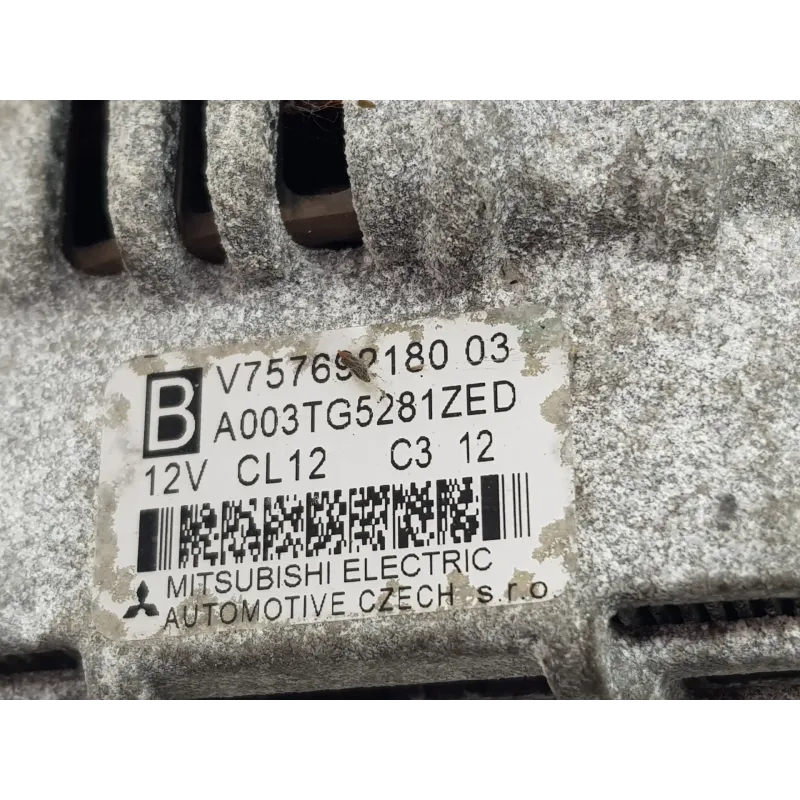 B
V757692180 03
A003TG5281ZED
12V CL12 C3 12
MITSUBISHI ELECTRIC
AUTOMOTIVE CZECH s.r.o